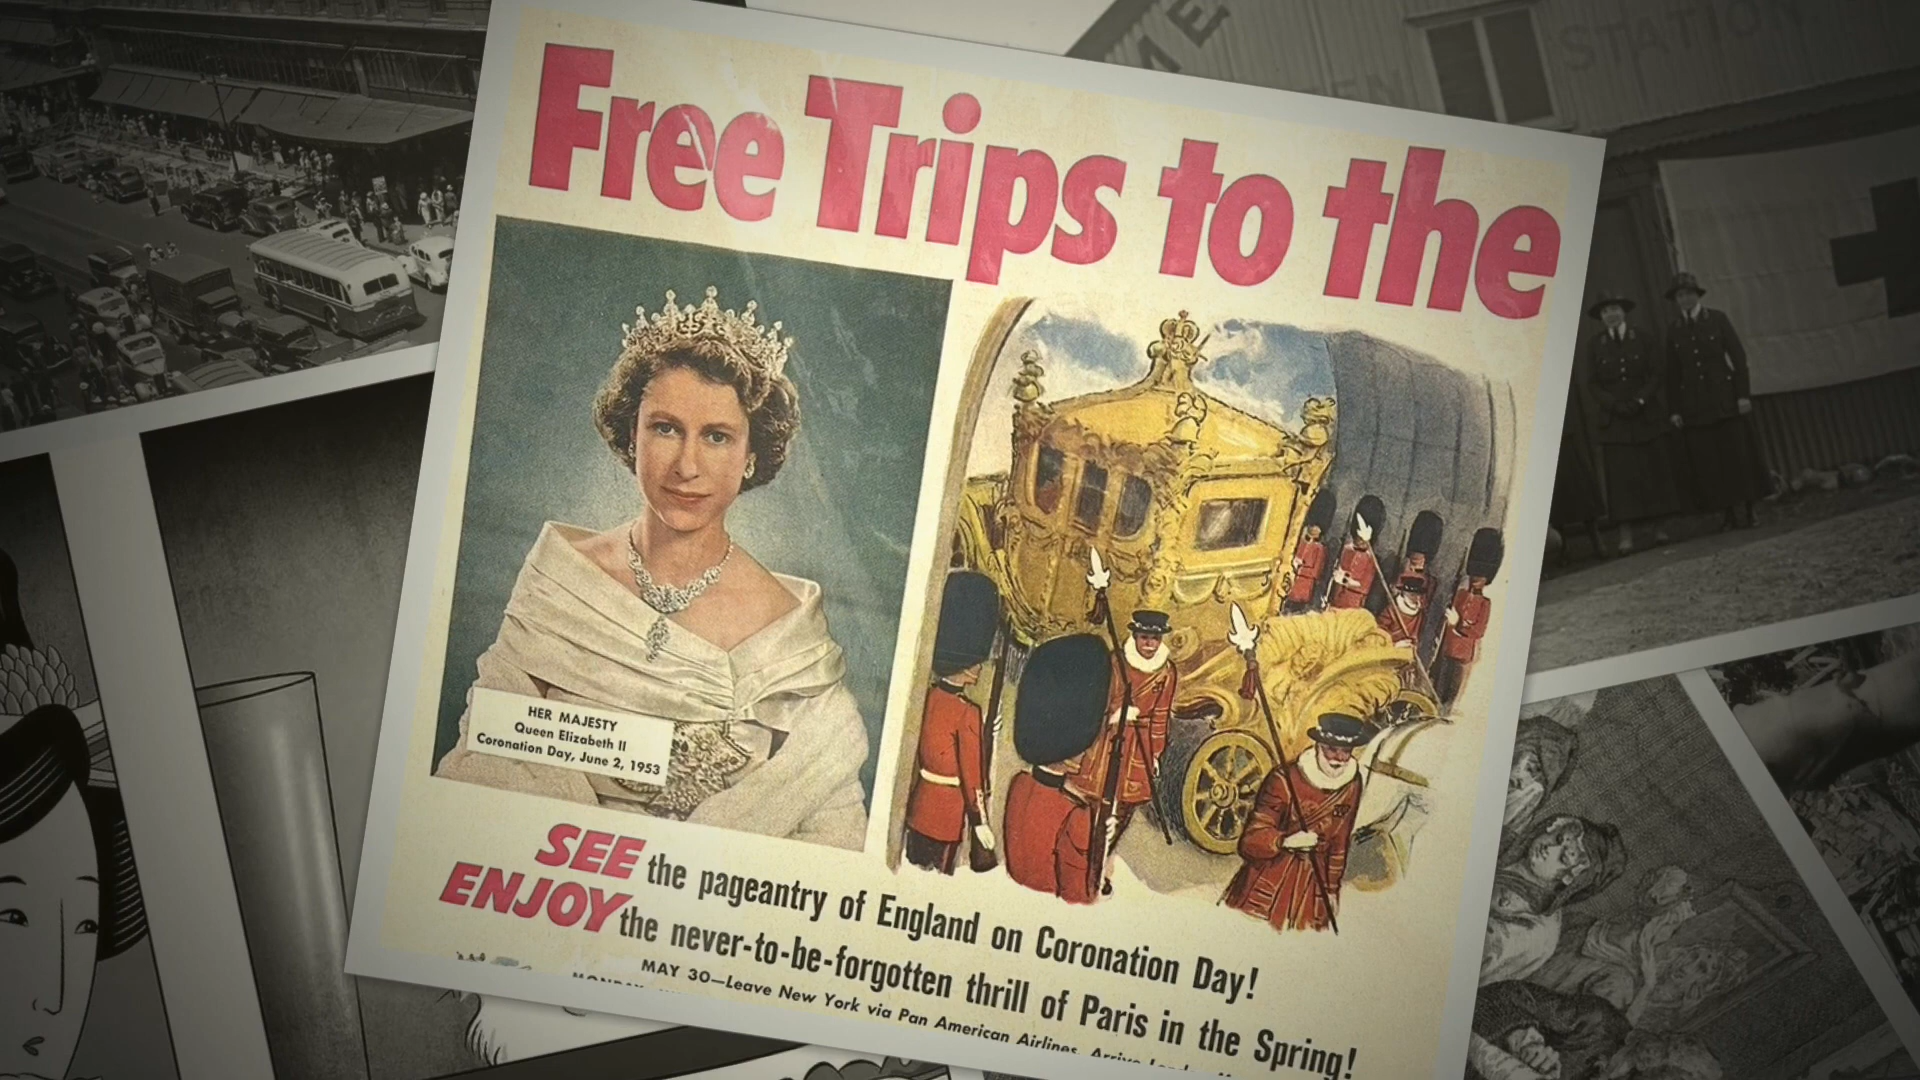 Free Trips to the
HER MAJESTY
Queen Elizabeth II
Coronation Day, June 2, 1953
SEE the pageantry of England on Coronation Day!
ENJOY the never-to-be-forgotten thrill of Paris in the Spring!
MAY 30—Leave New York via Pan American Airlines. Arrive
STATION